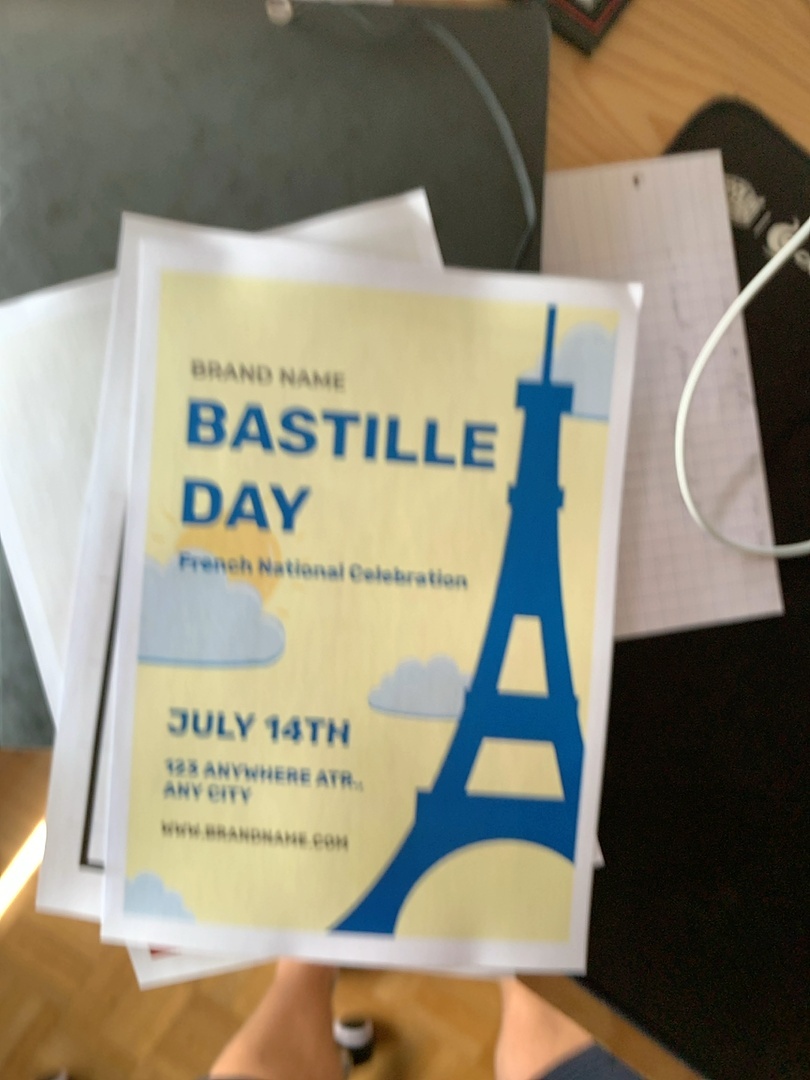 BRAND NAME
BASTILLE
DAY
French National Celebration
JULY 14TH
123 ANYWHERE ATR.,
ANY CITY
WWW.BRANDNAME.COM